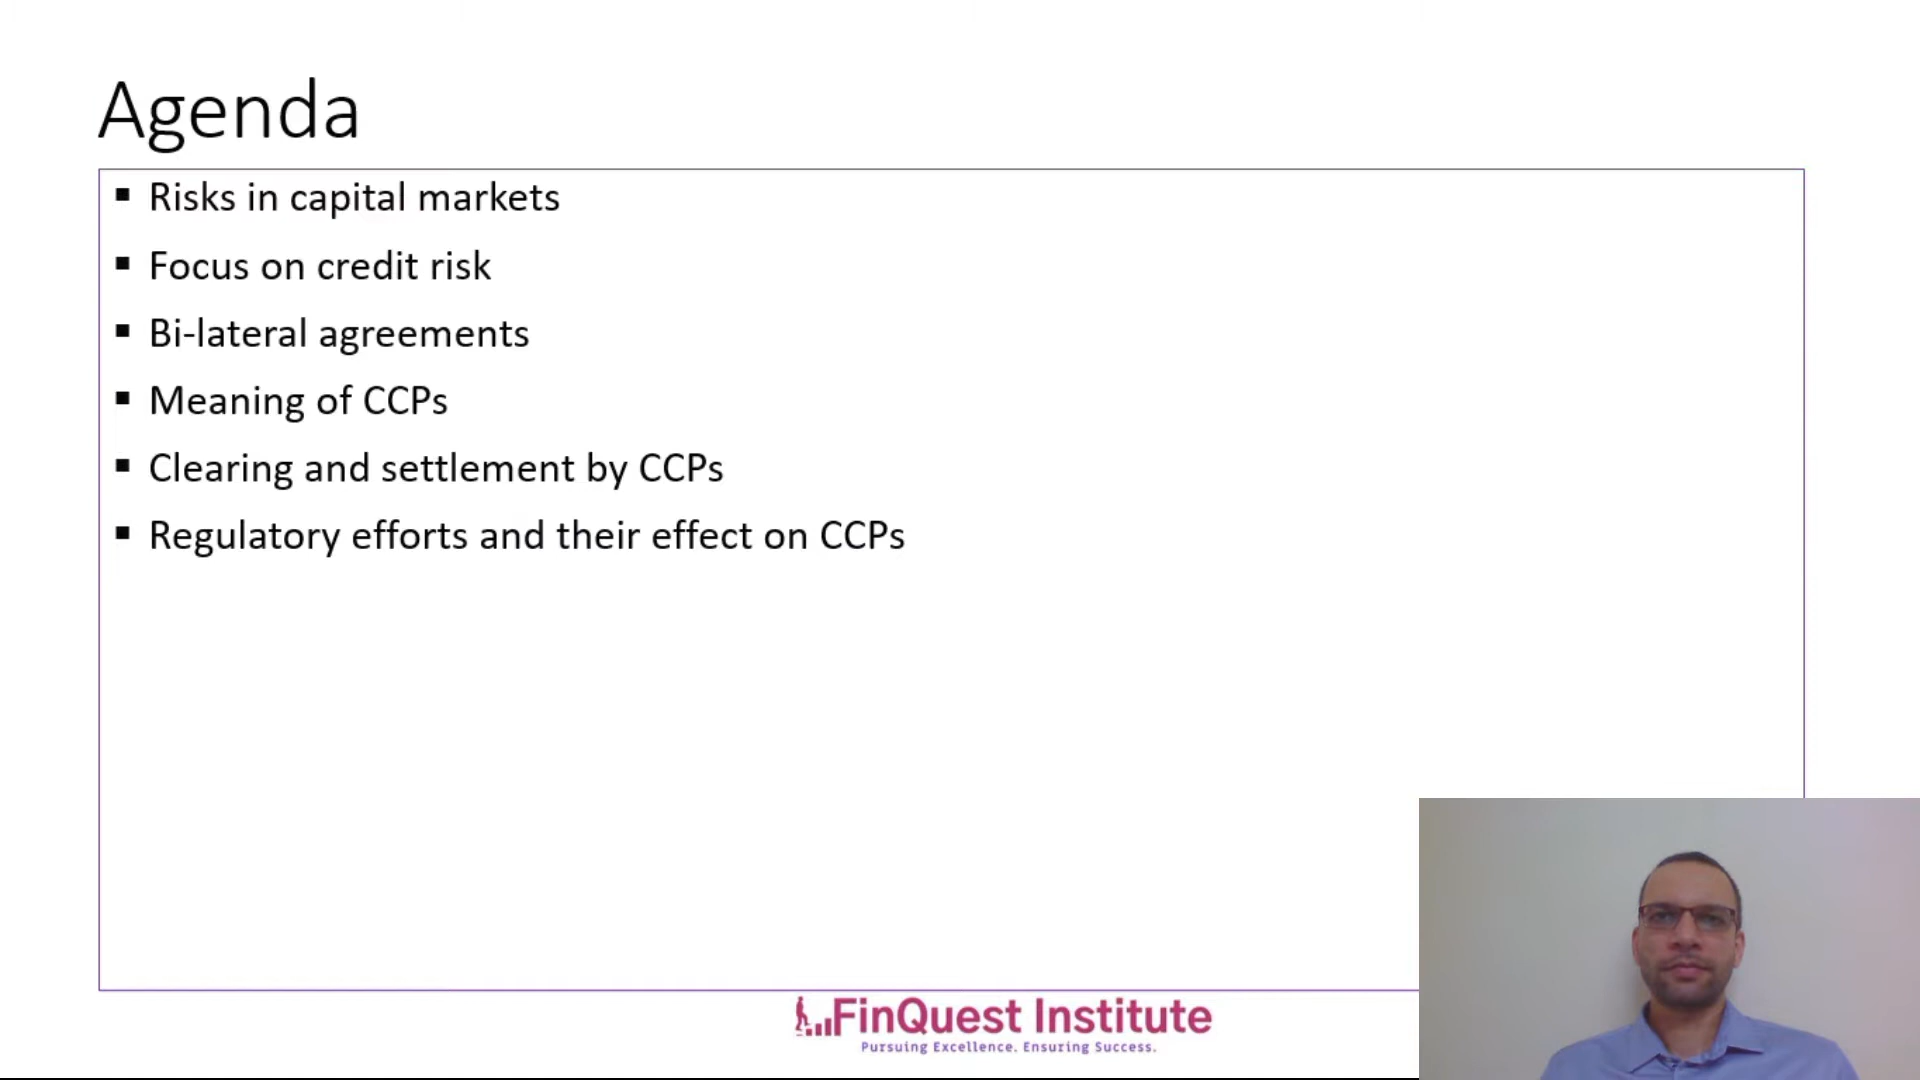 Agenda
▪ Risks in capital markets
▪ Focus on credit risk
▪ Bi-lateral agreements
▪ Meaning of CCPs
▪ Clearing and settlement by CCPs
▪ Regulatory efforts and their effect on CCPs
FinQuest Institute
Pursuing Excellence. Ensuring Success.